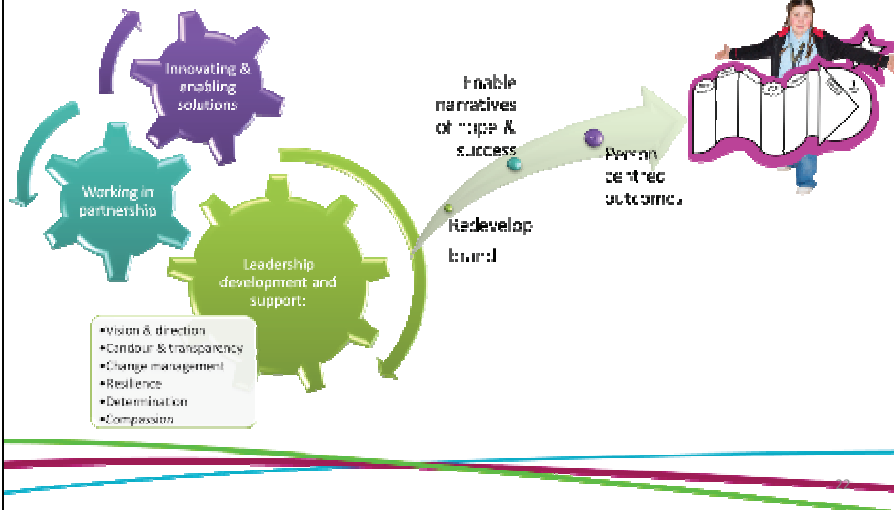 Innovating &
enabling
solutions
Working in
partnership
Leadership
development and
support:
•Vision & direction
•Candour & transparency
•Change management
•Resilience
•Determination
•Compassion
Enable
narratives
of hope &
success
Redevelop
brand
Person
centred
outcomes